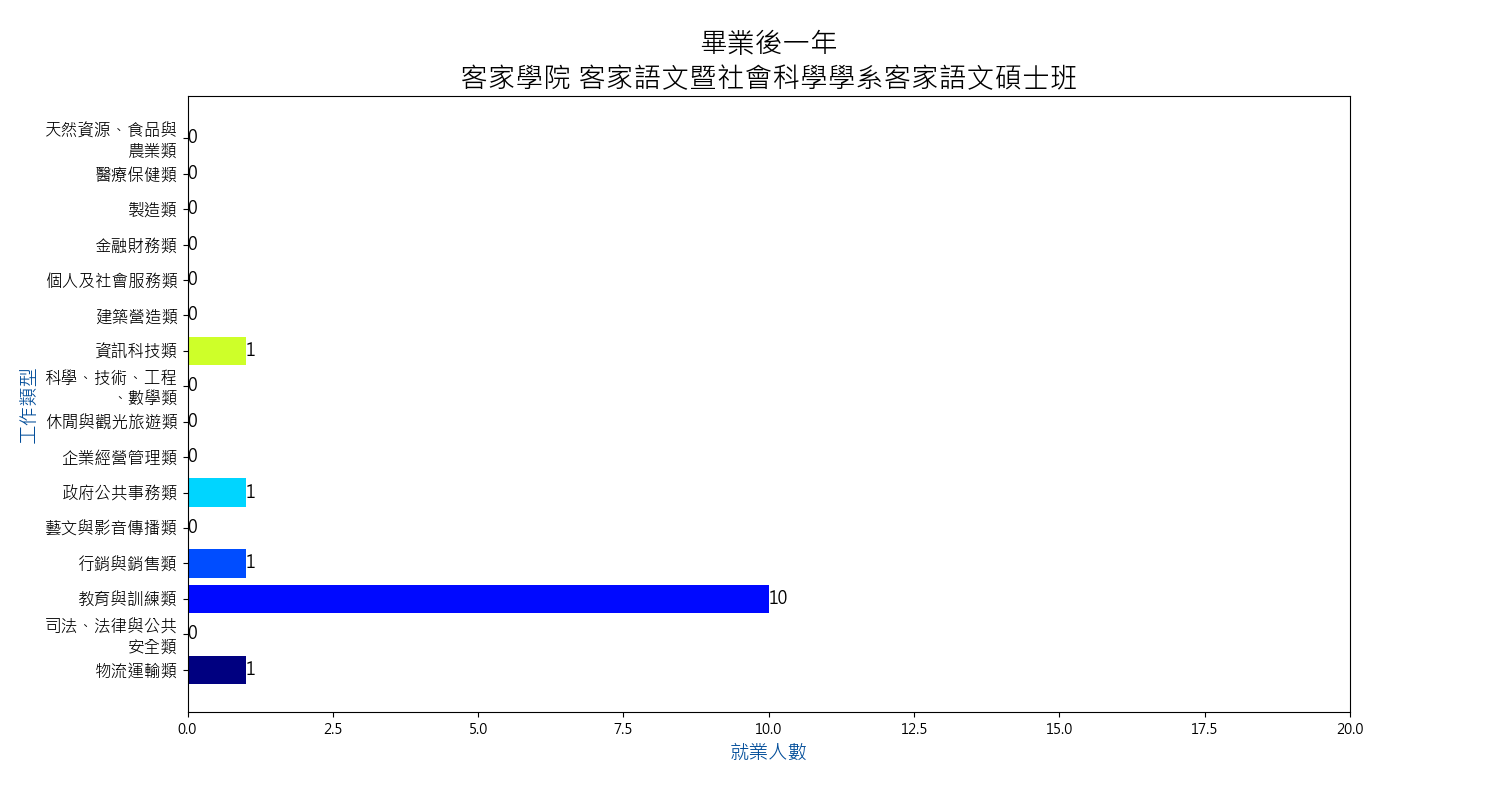 畢業後一年
客家學院 客家語文暨社會科學學系客家語文碩士班
天然資源、食品與
農業類
0
醫療保健類
0
製造類
0
金融財務類
0
個人及社會服務類
0
建築營造類
0
資訊科技類
1
科學、技術、工程
、數學類
0
休閒與觀光旅遊類
0
企業經營管理類
0
政府公共事務類
1
藝文與影音傳播類
0
行銷與銷售類
1
教育與訓練類
10
司法、法律與公共
安全類
0
物流運輸類
1
工作類型
0.0
2.5
5.0
7.5
10.0
12.5
15.0
17.5
20.0
就業人數